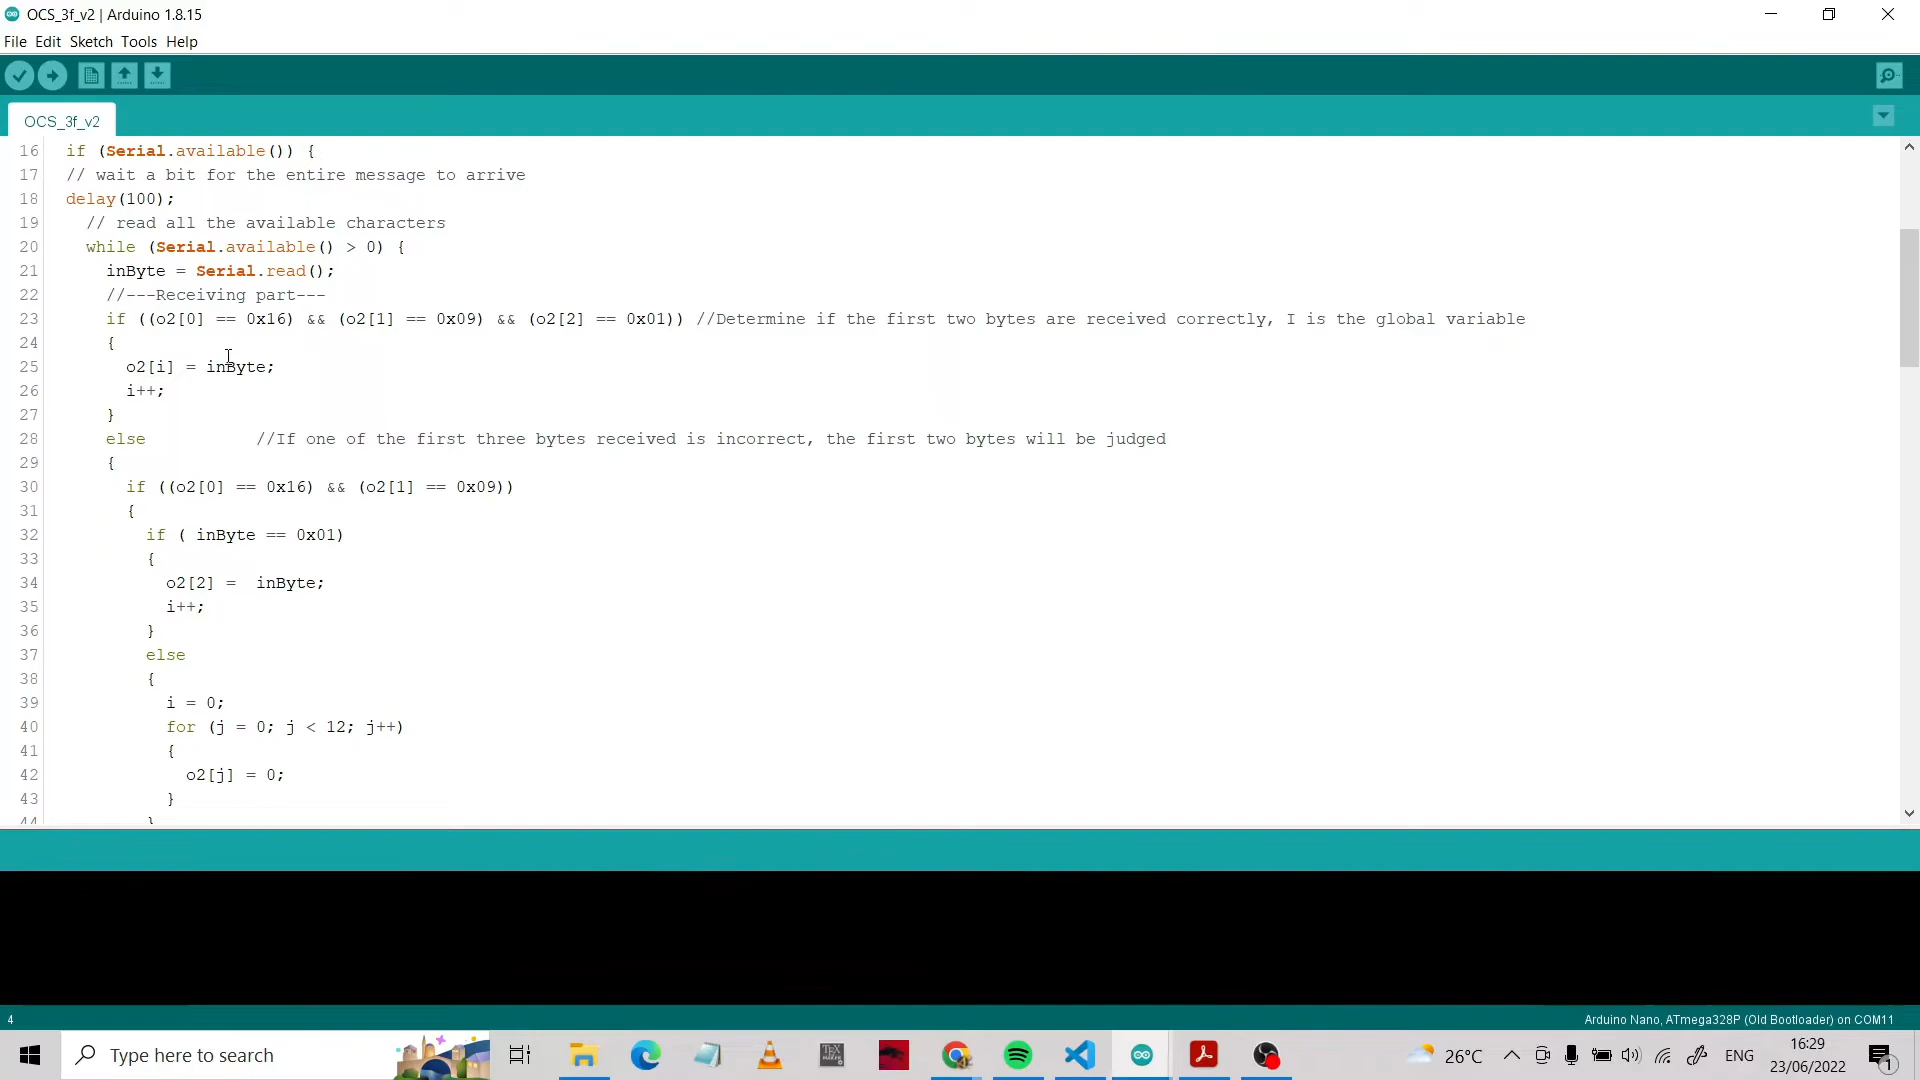 OCS_3f_v2 | Arduino 1.8.15
File Edit Sketch Tools Help
OCS_3f_v2
16 if (Serial.available()) {
17 // wait a bit for the entire message to arrive
18 delay(100);
19 // read all the available characters
20 while (Serial.available() > 0) {
21 inByte = Serial.read();
22 //---Receiving part---
23 if ((o2[0] == 0x16) && (o2[1] == 0x09) && (o2[2] == 0x01)) //Determine if the first two bytes are received correctly, I is the global variable
24 {
25 o2[i] = inByte;
26 i++;
27 }
28 else //If one of the first three bytes received is incorrect, the first two bytes will be judged
29 {
30 if ((o2[0] == 0x16) && (o2[1] == 0x09))
31 {
32 if ( inByte == 0x01)
33 {
34 o2[2] =  inByte;
35 i++;
36 }
37 else
38 {
39 i = 0;
40 for (j = 0; j < 12; j++)
41 {
42 o2[j] = 0;
43 }
44 }
4
Arduino Nano, ATmega328P (Old Bootloader) on COM11
Type here to search
26°C
ENG
16:29
23/06/2022
1